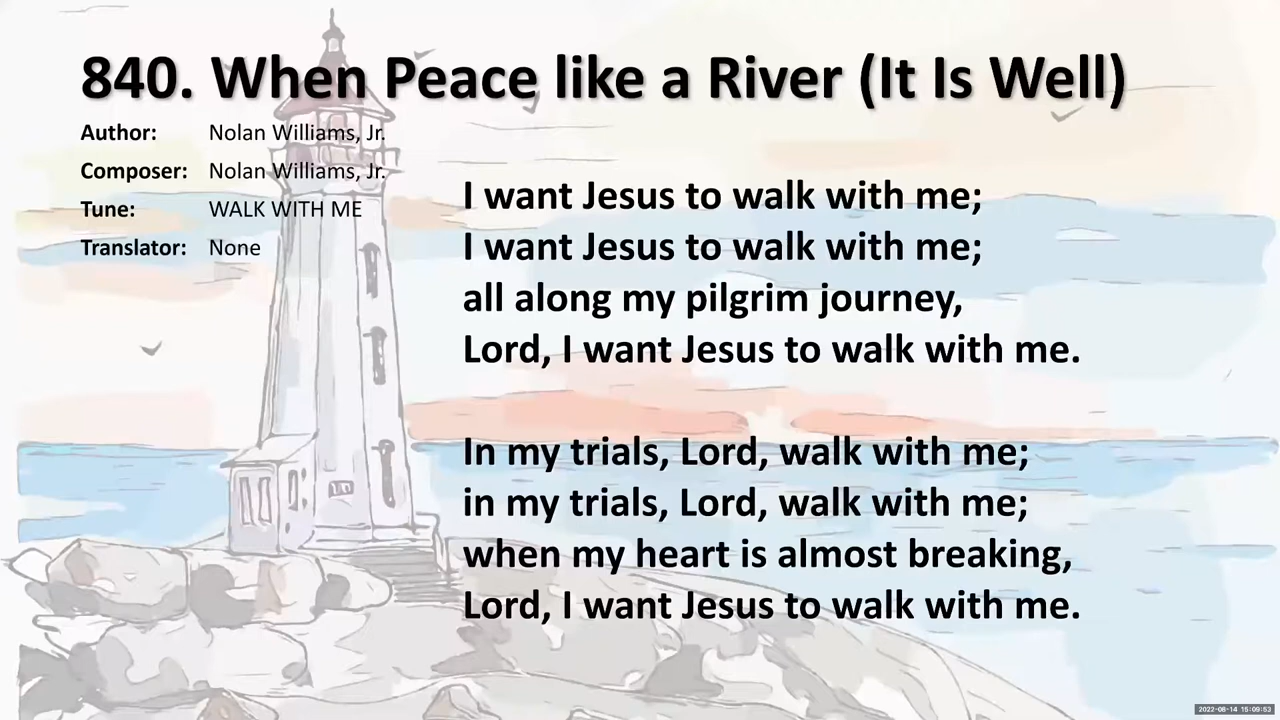 840. When Peace like a River (It Is Well)
Author: Nolan Williams, Jr.
Composer: Nolan Williams, Jr.
Tune: WALK WITH ME
Translator: None
I want Jesus to walk with me;
I want Jesus to walk with me;
all along my pilgrim journey,
Lord, I want Jesus to walk with me.
In my trials, Lord, walk with me;
in my trials, Lord, walk with me;
when my heart is almost breaking,
Lord, I want Jesus to walk with me.
2022-08-14 15:09:53